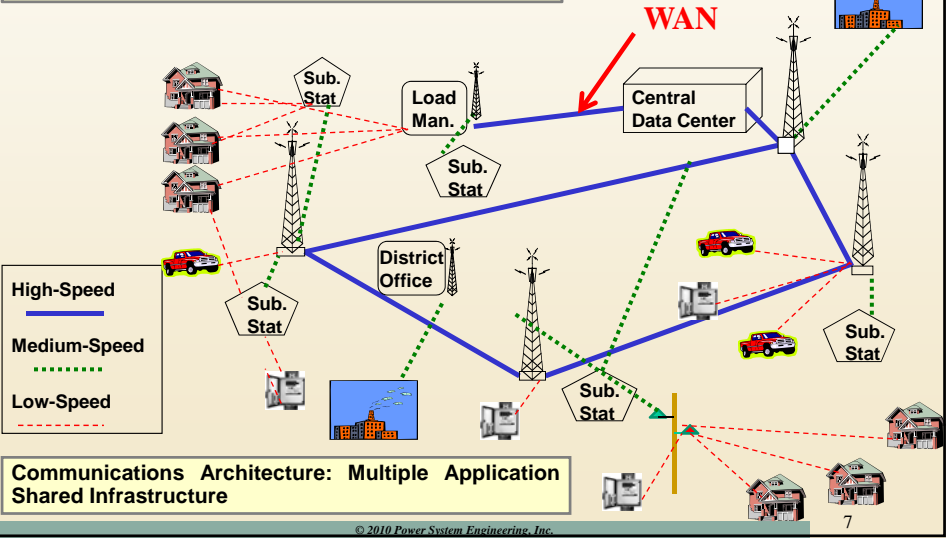 WAN
Sub.
Stat
Load
Man.
Central
Data Center
Sub.
Stat
District
Office
High-Speed
Medium-Speed
Low-Speed
Sub.
Stat
Sub.
Stat
Sub.
Stat
Communications Architecture: Multiple Application
Shared Infrastructure
© 2010 Power System Engineering, Inc.
7